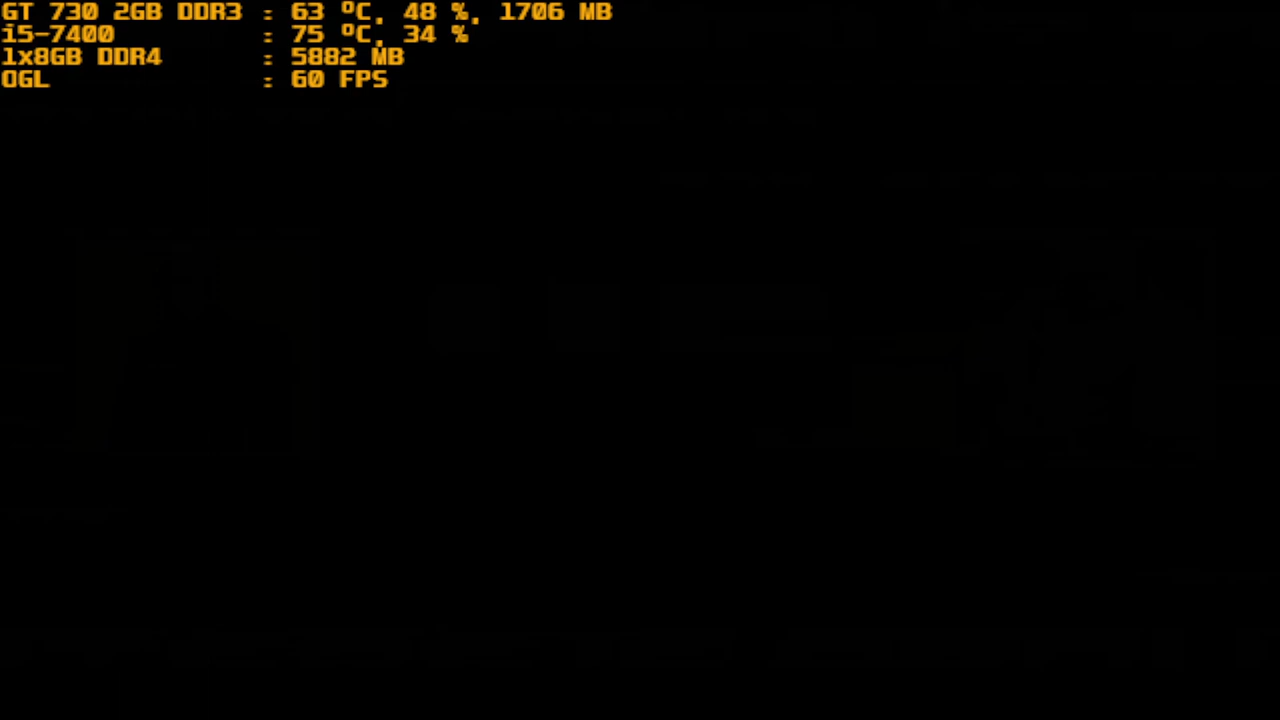 GT 730 2GB DDR3 : 63 ºC, 48 %, 1706 MB
i5-7400 : 75 ºC, 34 %
1x8GB DDR4 : 5882 MB
OGL : 60 FPS